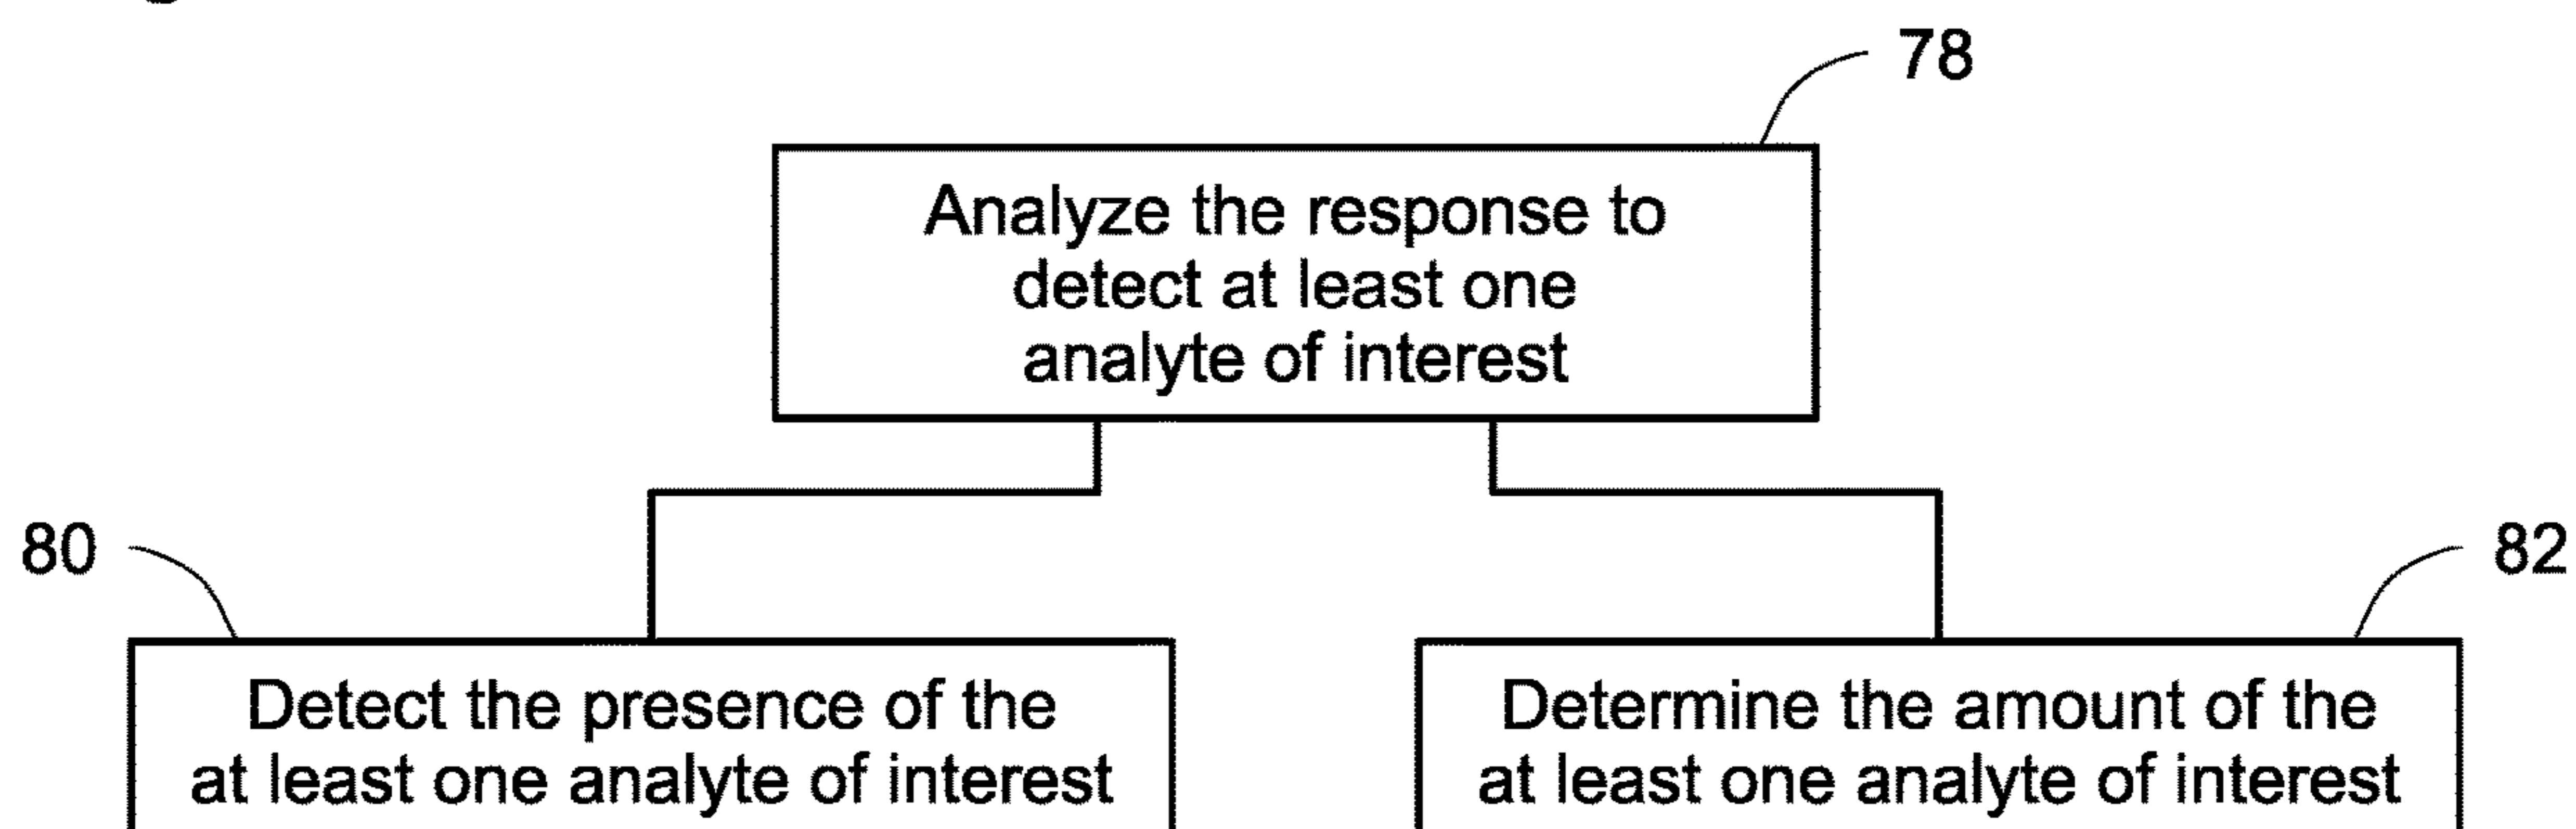 78
Analyze the response to
detect at least one
analyte of interest
80
82
Detect the presence of the
at least one analyte of interest
Determine the amount of the
at least one analyte of interest